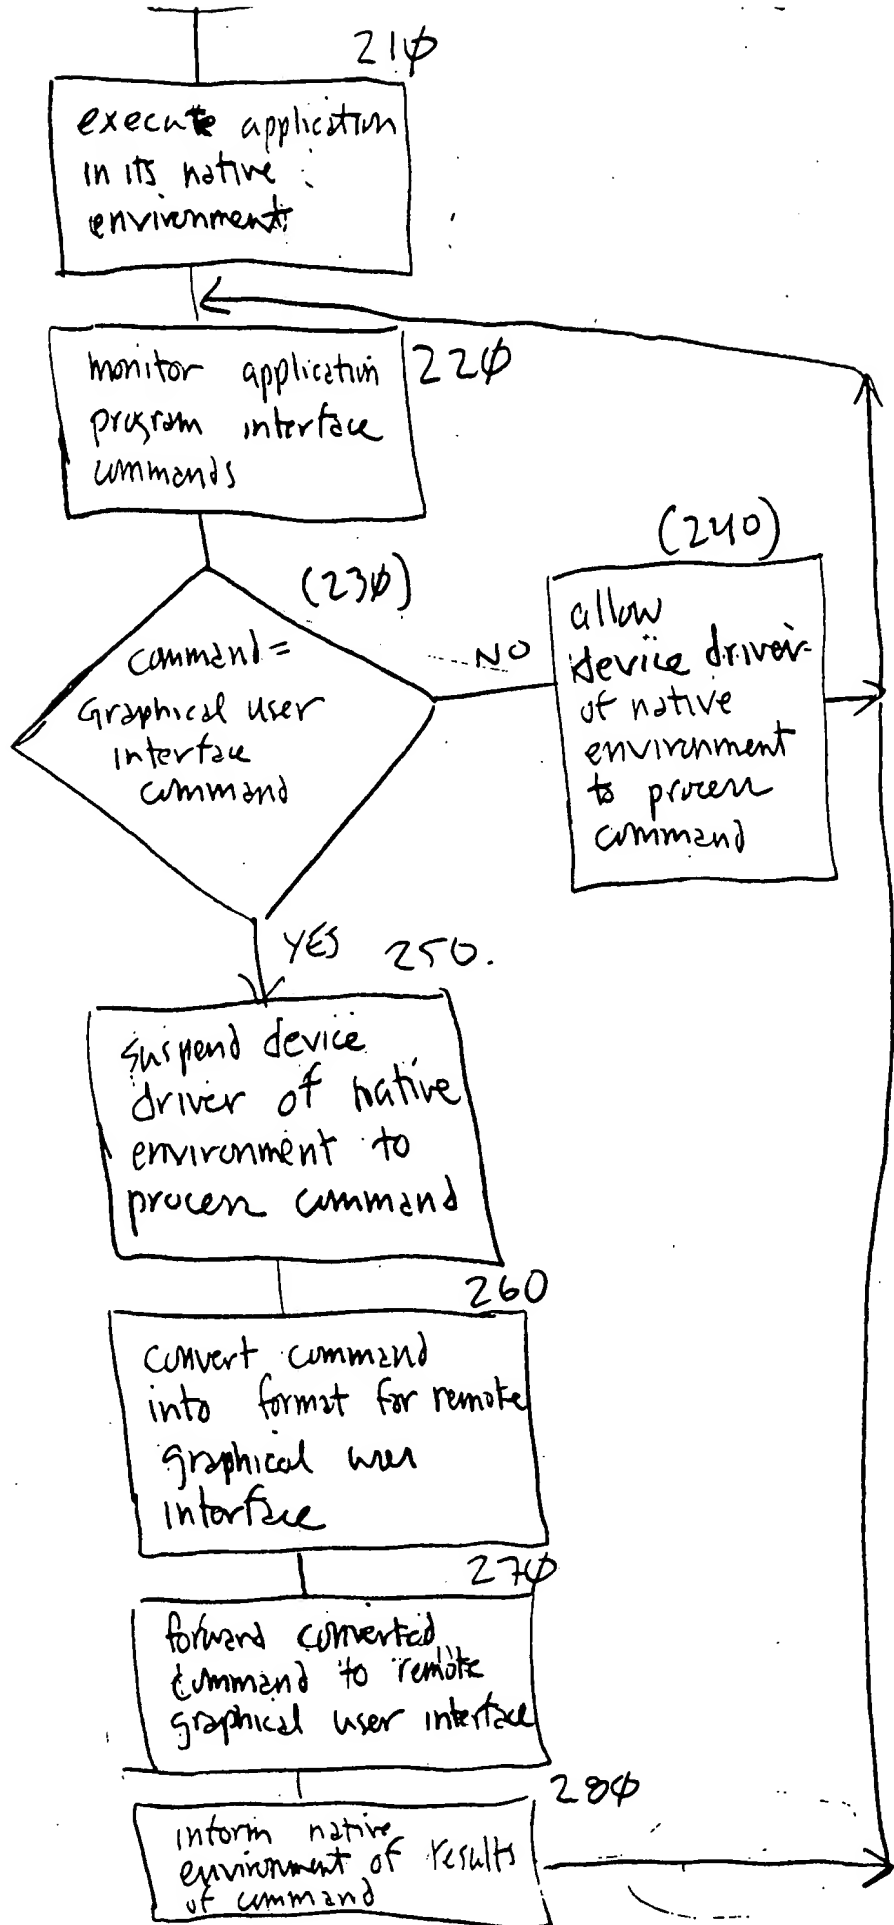 210
execute application
in its native
environment
monitor application
program interface
commands
220
(230)
command =
Graphical user
interface
command
NO
(240)
allow
device driver
of native
environment
to process
command
YES
250.
suspend device
driver of native
environment to
process command
260
convert command
into format for remote
graphical user
interface
270
forward converted
command to remote
graphical user interface
280
inform native
environment of results
of command